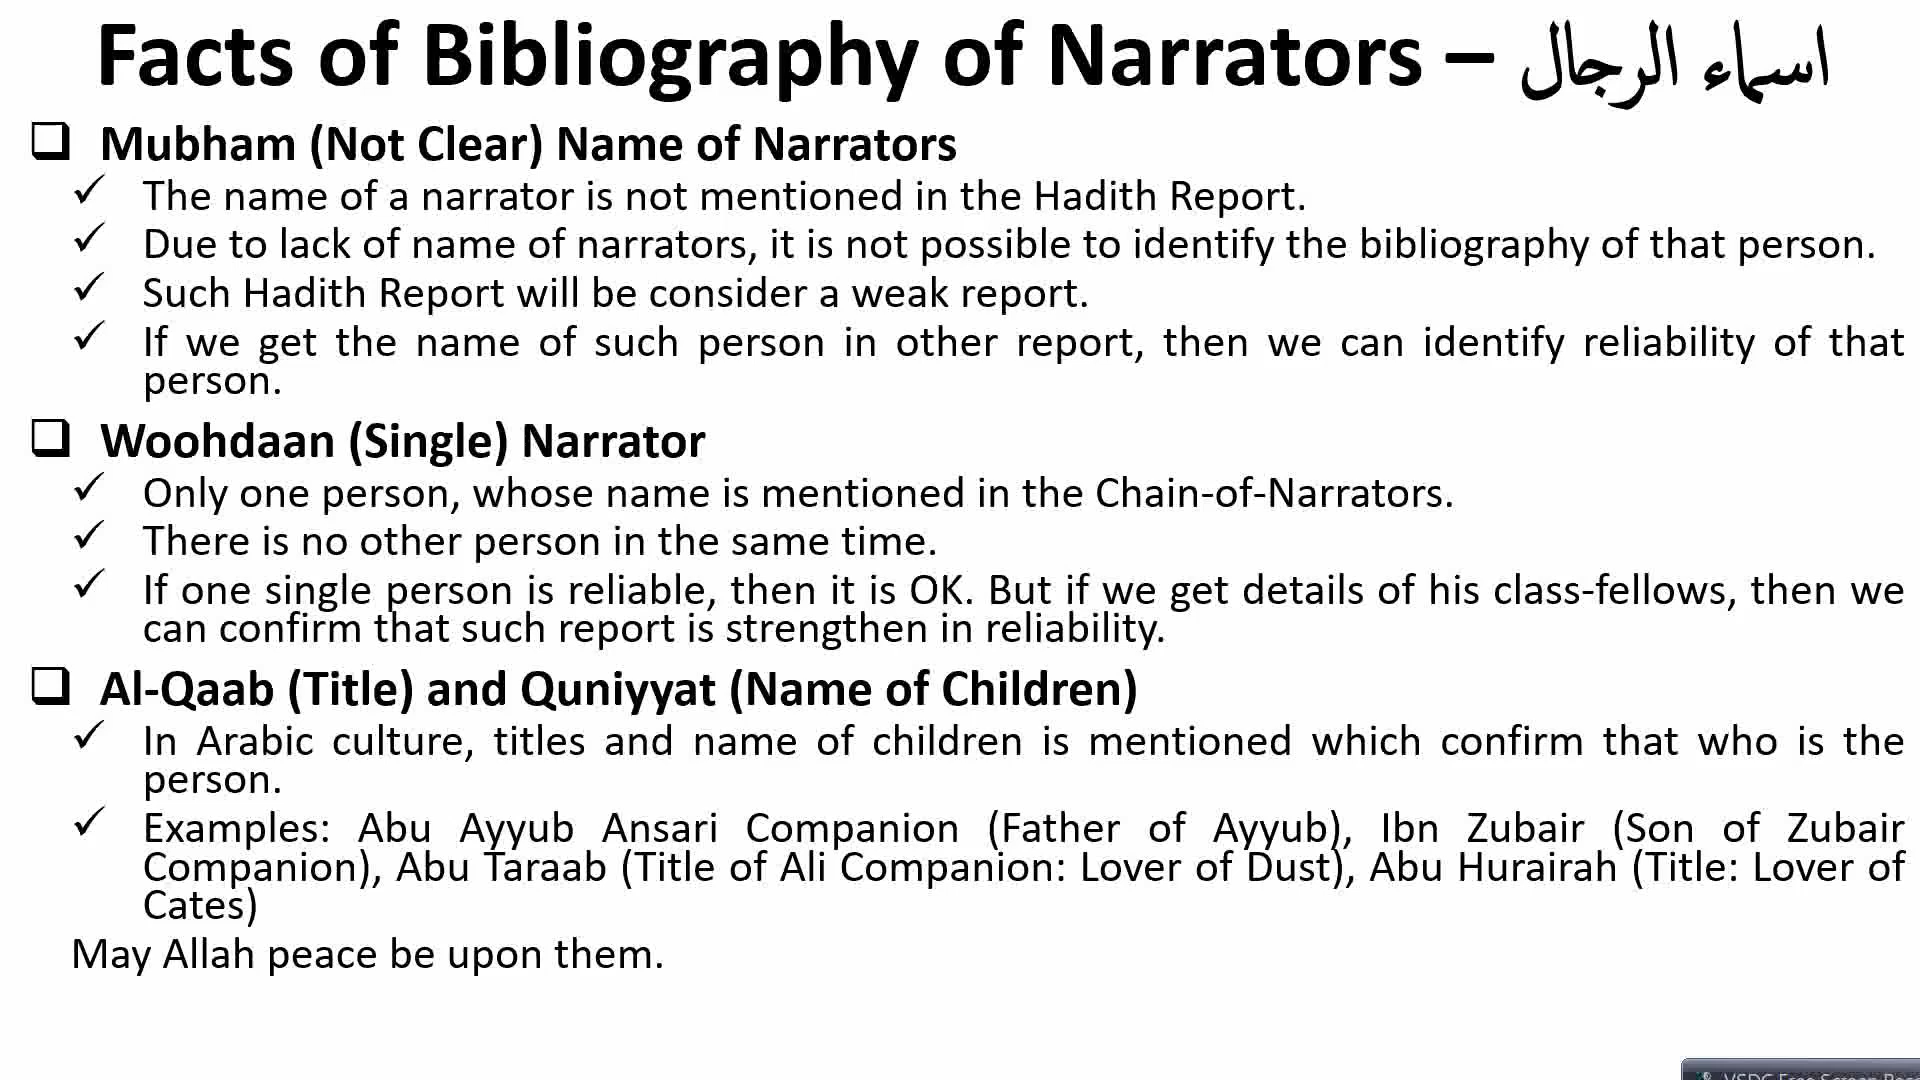 Facts of Bibliography of Narrators – اسماء الرجال
Mubham (Not Clear) Name of Narrators
The name of a narrator is not mentioned in the Hadith Report.
Due to lack of name of narrators, it is not possible to identify the bibliography of that person.
Such Hadith Report will be consider a weak report.
If we get the name of such person in other report, then we can identify reliability of that
person.
Woohdaan (Single) Narrator
Only one person, whose name is mentioned in the Chain-of-Narrators.
There is no other person in the same time.
If one single person is reliable, then it is OK. But if we get details of his class-fellows, then we
can confirm that such report is strengthen in reliability.
Al-Qaab (Title) and Quniyyat (Name of Children)
In Arabic culture, titles and name of children is mentioned which confirm that who is the
person.
Examples: Abu Ayyub Ansari Companion (Father of Ayyub), Ibn Zubair (Son of Zubair
Companion), Abu Taraab (Title of Ali Companion: Lover of Dust), Abu Hurairah (Title: Lover of
Cates)
May Allah peace be upon them.
VSDC Free Screen